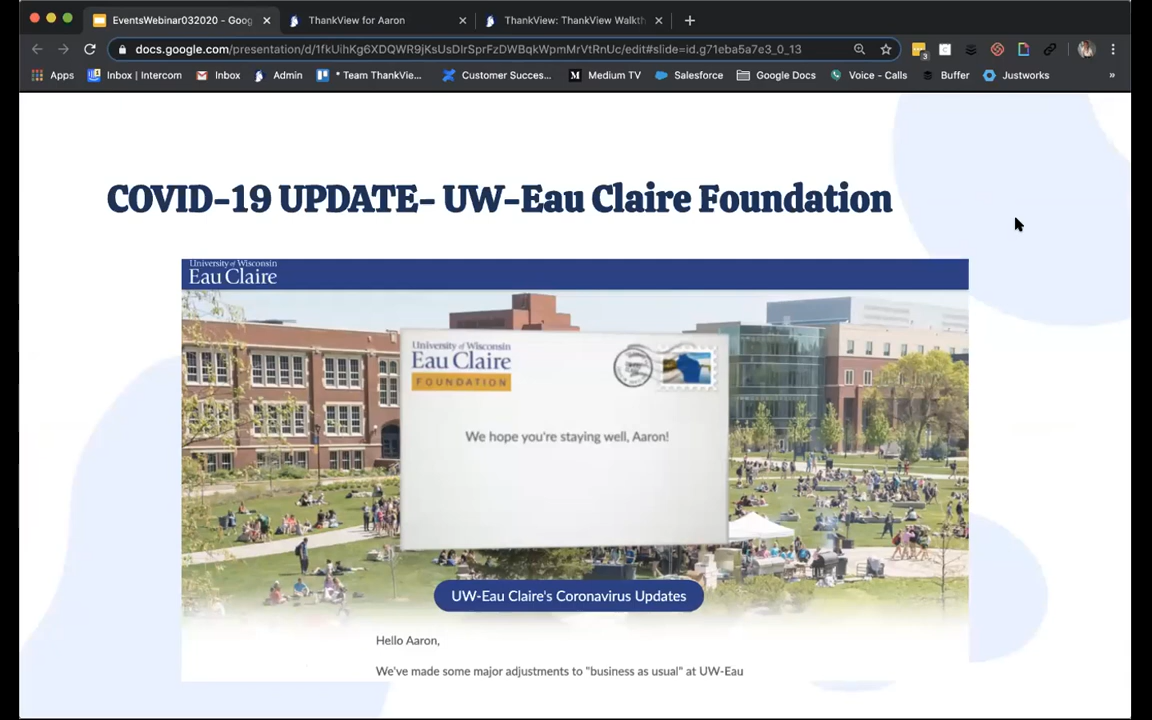 EventsWebinar032020 - Goog
ThankView for Aaron
ThankView: ThankView Walkth
docs.google.com/presentation/d/1fkUihKg6XDQWR9jKsUsDIrSprFzDWBqkWpmMrVtRnUc/edit#slide=id.g71eba5a7e3_0_13
3
Apps
Inbox | Intercom
Inbox
Admin
* Team ThankVie...
Customer Succes...
Medium TV
Salesforce
Google Docs
Voice - Calls
Buffer
Justworks
»
COVID-19 UPDATE- UW-Eau Claire Foundation
University of Wisconsin
Eau Claire
University of Wisconsin
Eau Claire
FOUNDATION
We hope you're staying well, Aaron!
UW-Eau Claire's Coronavirus Updates
Hello Aaron,
We've made some major adjustments to "business as usual" at UW-Eau